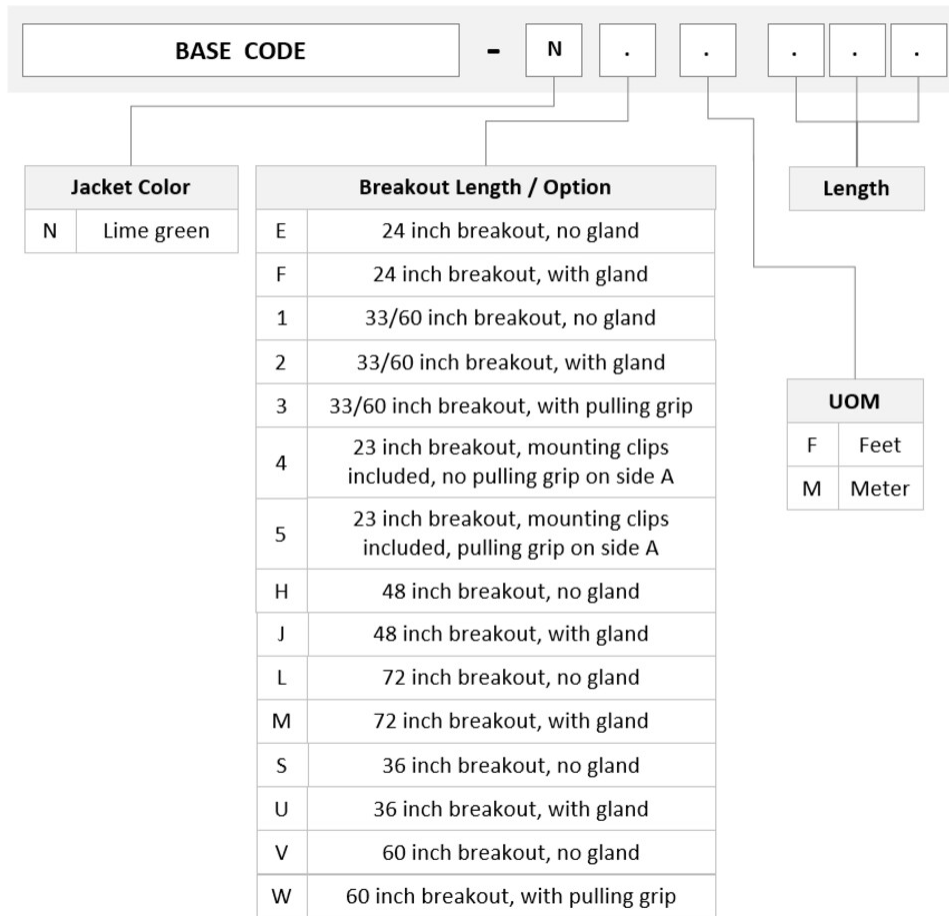 BASE CODE - N . . . . .
Jacket Color
N Lime green
Breakout Length / Option
E 24 inch breakout, no gland
F 24 inch breakout, with gland
1 33/60 inch breakout, no gland
2 33/60 inch breakout, with gland
3 33/60 inch breakout, with pulling grip
4 23 inch breakout, mounting clips
included, no pulling grip on side A
5 23 inch breakout, mounting clips
included, pulling grip on side A
H 48 inch breakout, no gland
J 48 inch breakout, with gland
L 72 inch breakout, no gland
M 72 inch breakout, with gland
S 36 inch breakout, no gland
U 36 inch breakout, with gland
V 60 inch breakout, no gland
W 60 inch breakout, with pulling grip
Length
UOM
F Feet
M Meter